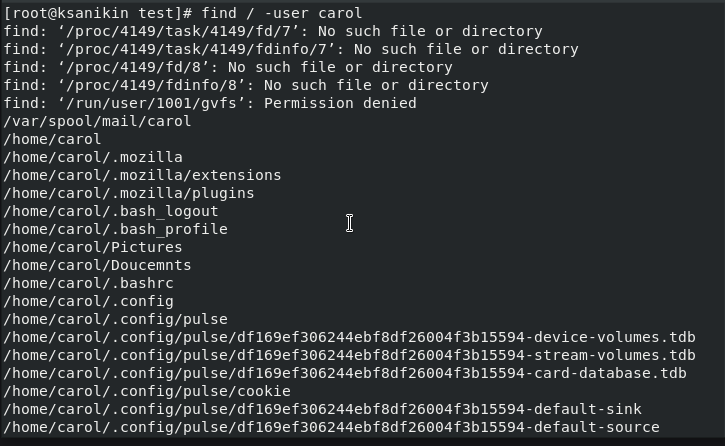 [root@ksanikin test]# find / -user carol
find: ‘/proc/4149/task/4149/fd/7’: No such file or directory
find: ‘/proc/4149/task/4149/fdinfo/7’: No such file or directory
find: ‘/proc/4149/fd/8’: No such file or directory
find: ‘/proc/4149/fdinfo/8’: No such file or directory
find: ‘/run/user/1001/gvfs’: Permission denied
/var/spool/mail/carol
/home/carol
/home/carol/.mozilla
/home/carol/.mozilla/extensions
/home/carol/.mozilla/plugins
/home/carol/.bash_logout
/home/carol/.bash_profile
/home/carol/Pictures
/home/carol/Doucemnts
/home/carol/.bashrc
/home/carol/.config
/home/carol/.config/pulse
/home/carol/.config/pulse/df169ef306244ebf8df26004f3b15594-device-volumes.tdb
/home/carol/.config/pulse/df169ef306244ebf8df26004f3b15594-stream-volumes.tdb
/home/carol/.config/pulse/df169ef306244ebf8df26004f3b15594-card-database.tdb
/home/carol/.config/pulse/cookie
/home/carol/.config/pulse/df169ef306244ebf8df26004f3b15594-default-sink
/home/carol/.config/pulse/df169ef306244ebf8df26004f3b15594-default-source